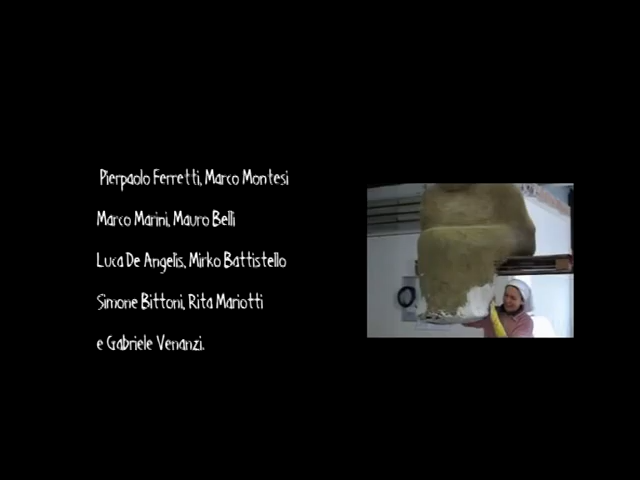 Pierpaolo Ferretti, Marco Montesi
Marco Marini, Mauro Belli
Luca De Angelis, Mirko Battistello
Simone Bittoni, Rita Mariotti
e Gabriele Venanzi.